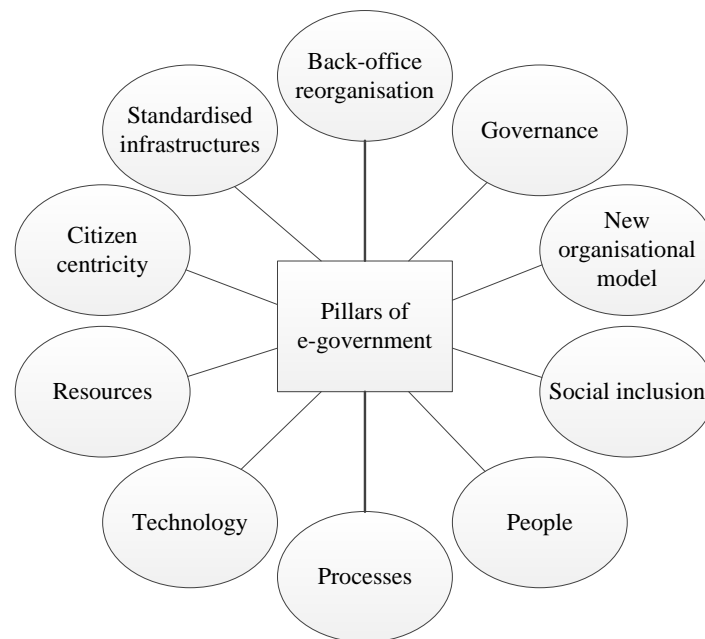 Back-office
reorganisation
Standardised
infrastructures
Governance
Citizen
centricity
New
organisational
model
Pillars of
e-government
Resources
Social inclusion
Technology
People
Processes